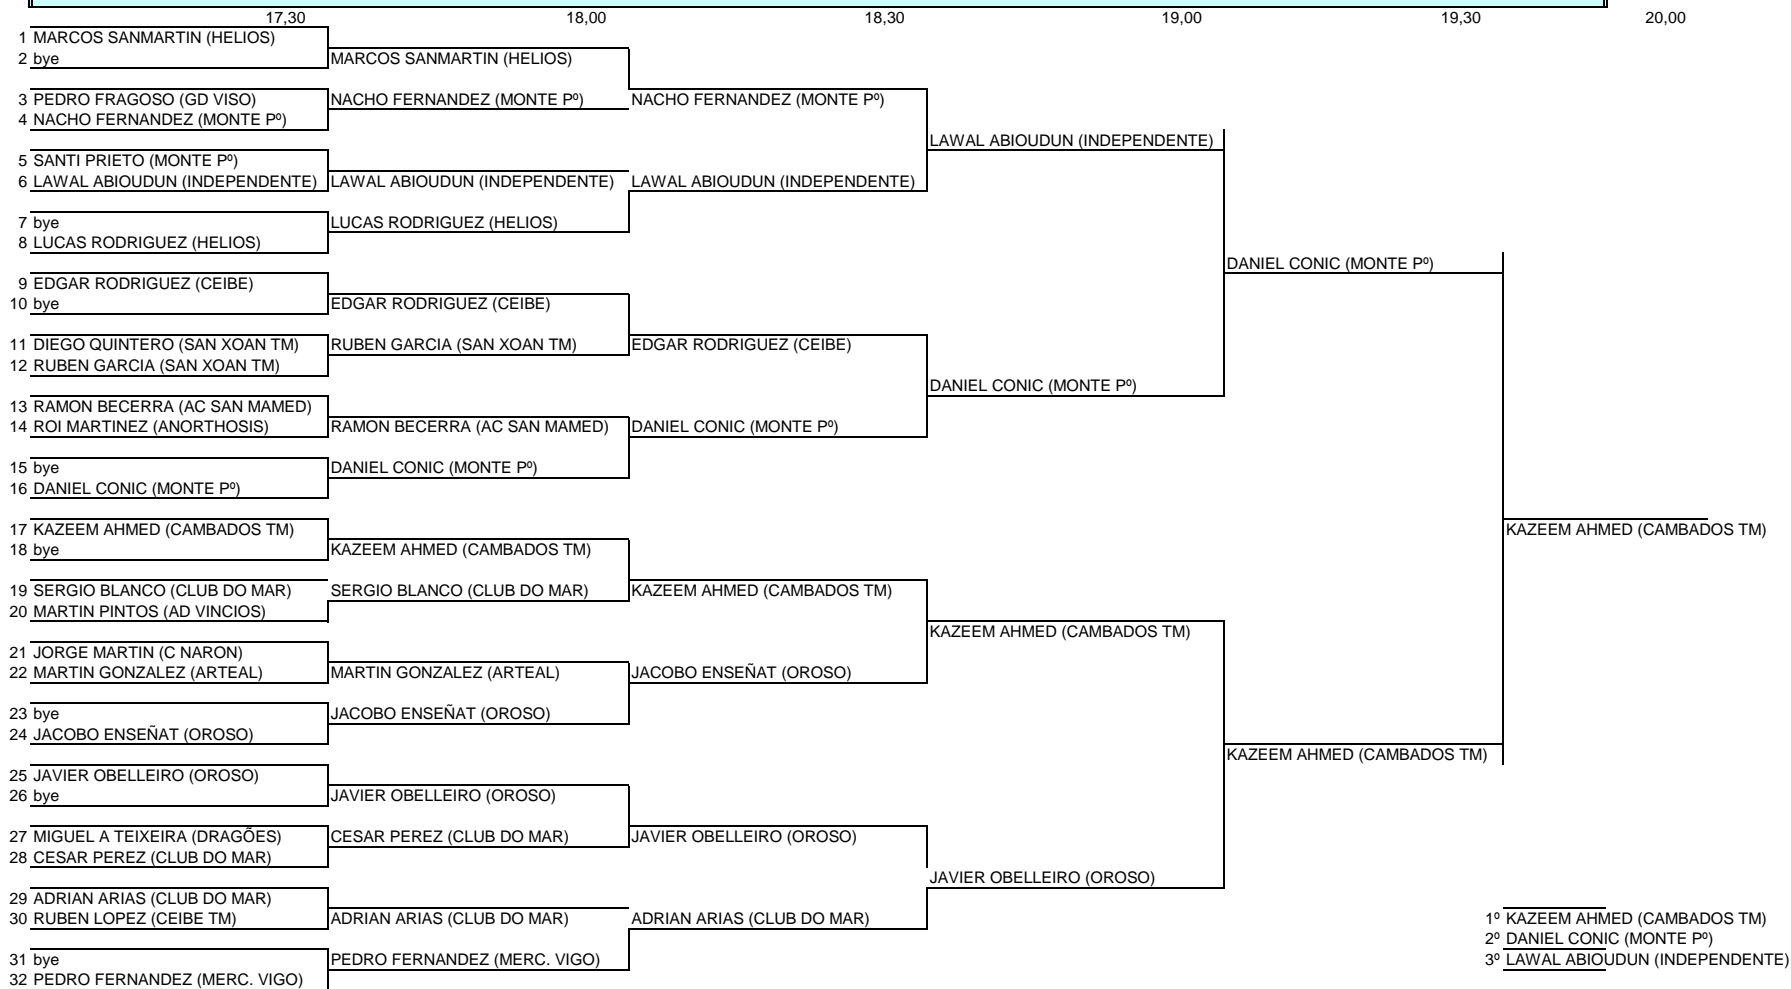 17,30 18,00 18,30 19,00 19,30 20,00
1 MARCOS SANMARTIN (HELIOS)
2 bye MARCOS SANMARTIN (HELIOS)
3 PEDRO FRAGOSO (GD VISO) NACHO FERNANDEZ (MONTE Pº) NACHO FERNANDEZ (MONTE Pº)
4 NACHO FERNANDEZ (MONTE Pº)
LAWAL ABIOUDUN (INDEPENDENTE)
5 SANTI PRIETO (MONTE Pº)
6 LAWAL ABIOUDUN (INDEPENDENTE) LAWAL ABIOUDUN (INDEPENDENTE) LAWAL ABIOUDUN (INDEPENDENTE)
7 bye LUCAS RODRIGUEZ (HELIOS)
8 LUCAS RODRIGUEZ (HELIOS)
DANIEL CONIC (MONTE Pº)
9 EDGAR RODRIGUEZ (CEIBE)
10 bye EDGAR RODRIGUEZ (CEIBE)
11 DIEGO QUINTERO (SAN XOAN TM) RUBEN GARCIA (SAN XOAN TM) EDGAR RODRIGUEZ (CEIBE)
12 RUBEN GARCIA (SAN XOAN TM)
DANIEL CONIC (MONTE Pº)
13 RAMON BECERRA (AC SAN MAMED)
14 ROI MARTINEZ (ANORTHOSIS) RAMON BECERRA (AC SAN MAMED) DANIEL CONIC (MONTE Pº)
15 bye DANIEL CONIC (MONTE Pº)
16 DANIEL CONIC (MONTE Pº)
17 KAZEEM AHMED (CAMBADOS TM) KAZEEM AHMED (CAMBADOS TM)
18 bye KAZEEM AHMED (CAMBADOS TM)
19 SERGIO BLANCO (CLUB DO MAR) SERGIO BLANCO (CLUB DO MAR) KAZEEM AHMED (CAMBADOS TM)
20 MARTIN PINTOS (AD VINCIOS)
KAZEEM AHMED (CAMBADOS TM)
21 JORGE MARTIN (C NARON)
22 MARTIN GONZALEZ (ARTEAL) MARTIN GONZALEZ (ARTEAL) JACOBO ENSEÑAT (OROSO)
23 bye JACOBO ENSEÑAT (OROSO)
24 JACOBO ENSEÑAT (OROSO)
KAZEEM AHMED (CAMBADOS TM)
25 JAVIER OBELLEIRO (OROSO)
26 bye JAVIER OBELLEIRO (OROSO)
27 MIGUEL A TEIXEIRA (DRAGÕES) CESAR PEREZ (CLUB DO MAR) JAVIER OBELLEIRO (OROSO)
28 CESAR PEREZ (CLUB DO MAR)
JAVIER OBELLEIRO (OROSO)
29 ADRIAN ARIAS (CLUB DO MAR)
30 RUBEN LOPEZ (CEIBE TM) ADRIAN ARIAS (CLUB DO MAR) ADRIAN ARIAS (CLUB DO MAR) 1º KAZEEM AHMED (CAMBADOS TM)
2º DANIEL CONIC (MONTE Pº)
31 bye PEDRO FERNANDEZ (MERC. VIGO) 3º LAWAL ABIOUDUN (INDEPENDENTE)
32 PEDRO FERNANDEZ (MERC. VIGO)